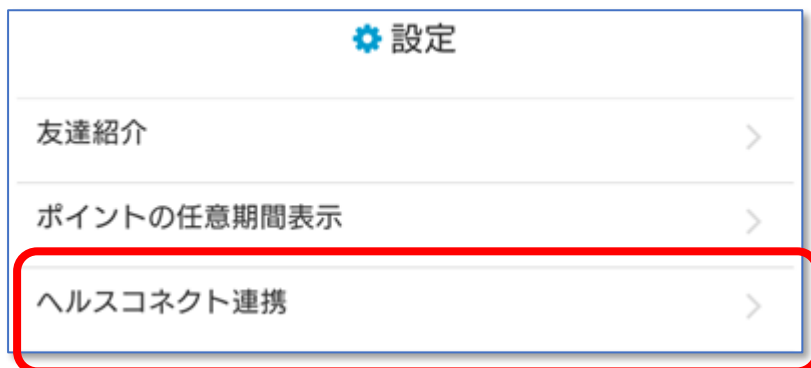 設定
友達紹介
ポイントの任意期間表示
ヘルスコネクト連携